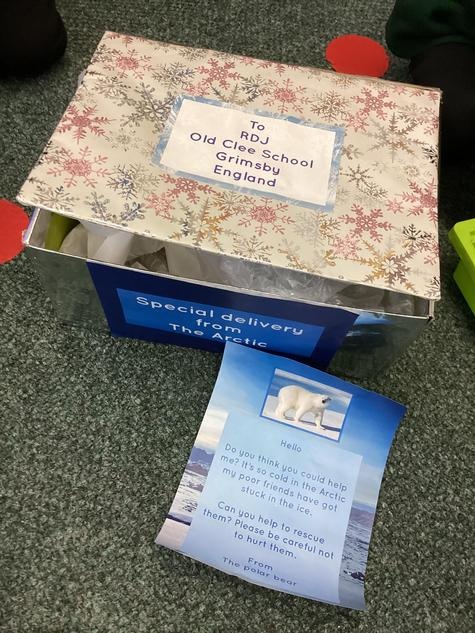 To
RDJ
Old Clee School
Grimsby
England
Special delivery
from
The Arctic
Hello
Do you think you could help
me? It's so cold in the Arctic
my poor friends have got
stuck in the ice.
Can you help to rescue
them? Please be careful not
to hurt them.
From
The polar bear